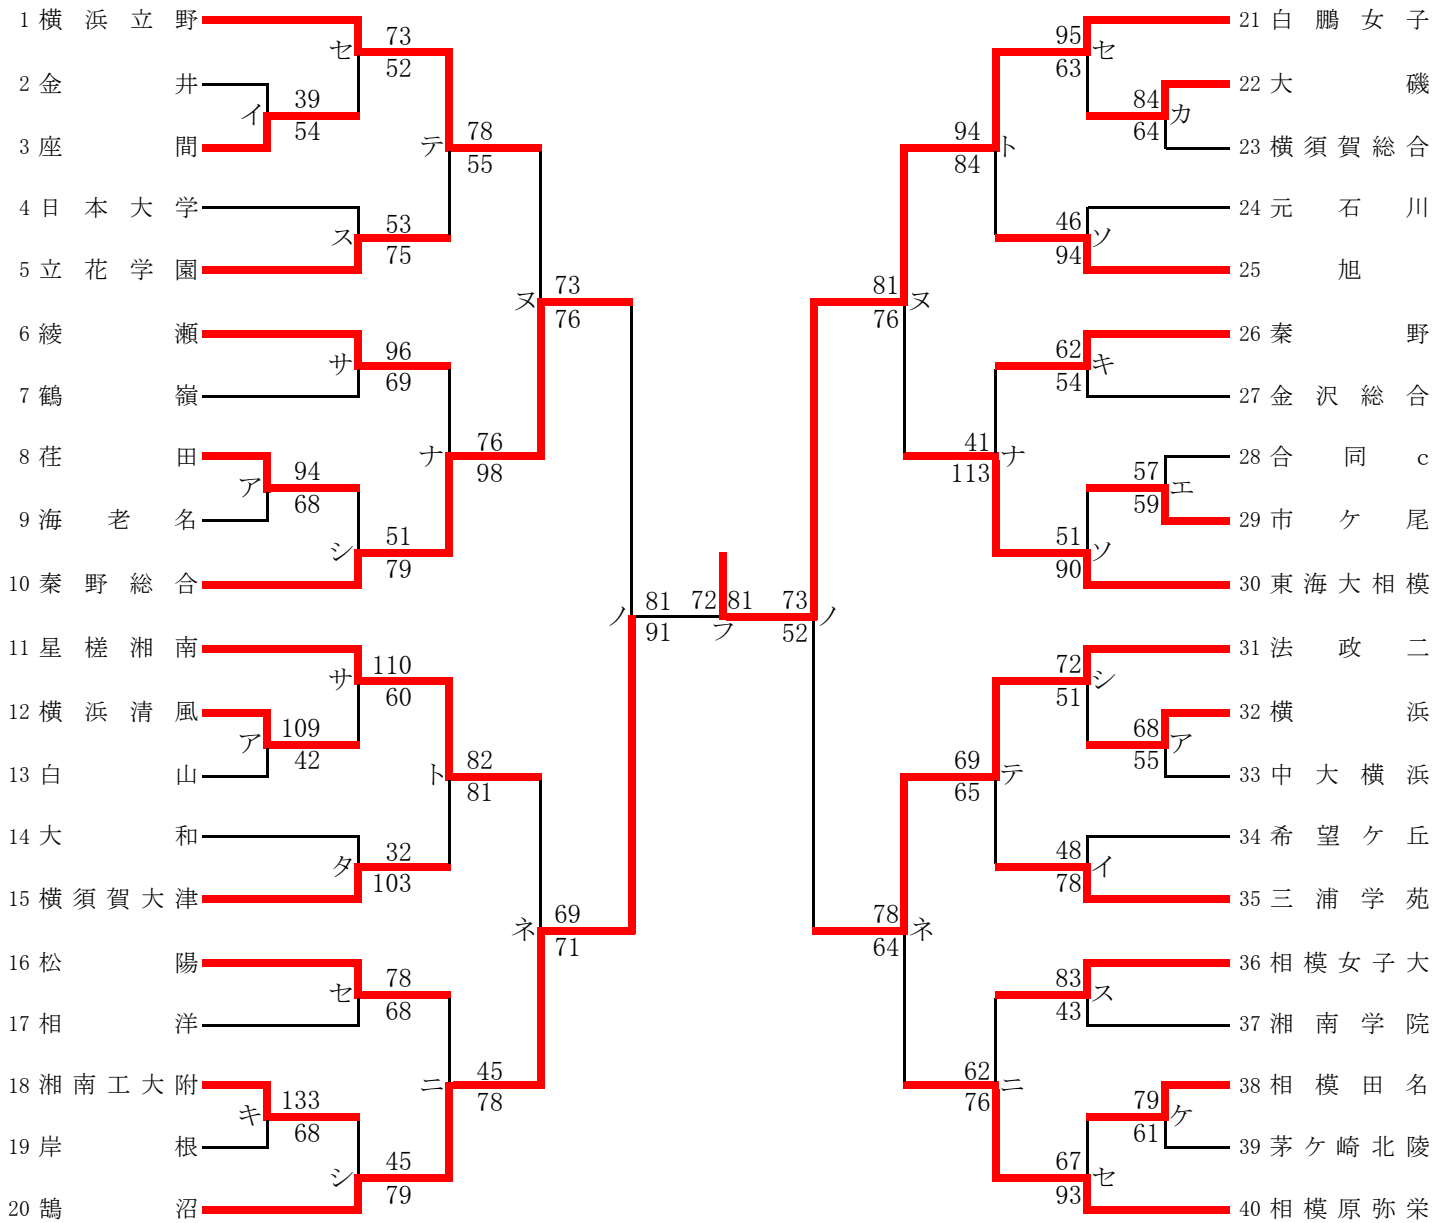 1 横浜立野
セ
73
52
2 金井
イ
39
54
3 座間
テ
78
55
4 日本大学
ス
53
75
5 立花学園
ヌ
73
76
6 綾瀬
サ
96
69
7 鶴嶺
ナ
76
98
8 荏田
ア
94
68
9 海老名
シ
51
79
10 秦野総合
ノ
81
91
11 星槎湘南
サ
110
60
12 横浜清風
ア
109
42
13 白山
ト
82
81
14 大和
タ
32
103
15 横須賀大津
ネ
69
71
16 松陽
セ
78
68
17 相洋
ニ
45
78
18 湘南工大附
キ
133
68
19 岸根
シ
45
79
20 鵠沼
72 81
フ
21 白鵬女子
95
63
セ
22 大磯
84
64
カ
23 横須賀総合
94
84
ト
24 元石川
46
94
ソ
25 旭
81
76
ヌ
26 秦野
62
54
キ
27 金沢総合
41
113
ナ
28 合同c
57
59
エ
29 市ケ尾
51
90
ソ
30 東海大相模
73
52
ノ
31 法政二
72
51
シ
32 横浜
68
55
ア
33 中大横浜
69
65
テ
34 希望ケ丘
48
78
イ
35 三浦学苑
78
64
ネ
36 相模女子大
83
43
ス
37 湘南学院
62
76
ニ
38 相模田名
79
61
ケ
39 茅ケ崎北陵
67
93
セ
40 相模原弥栄